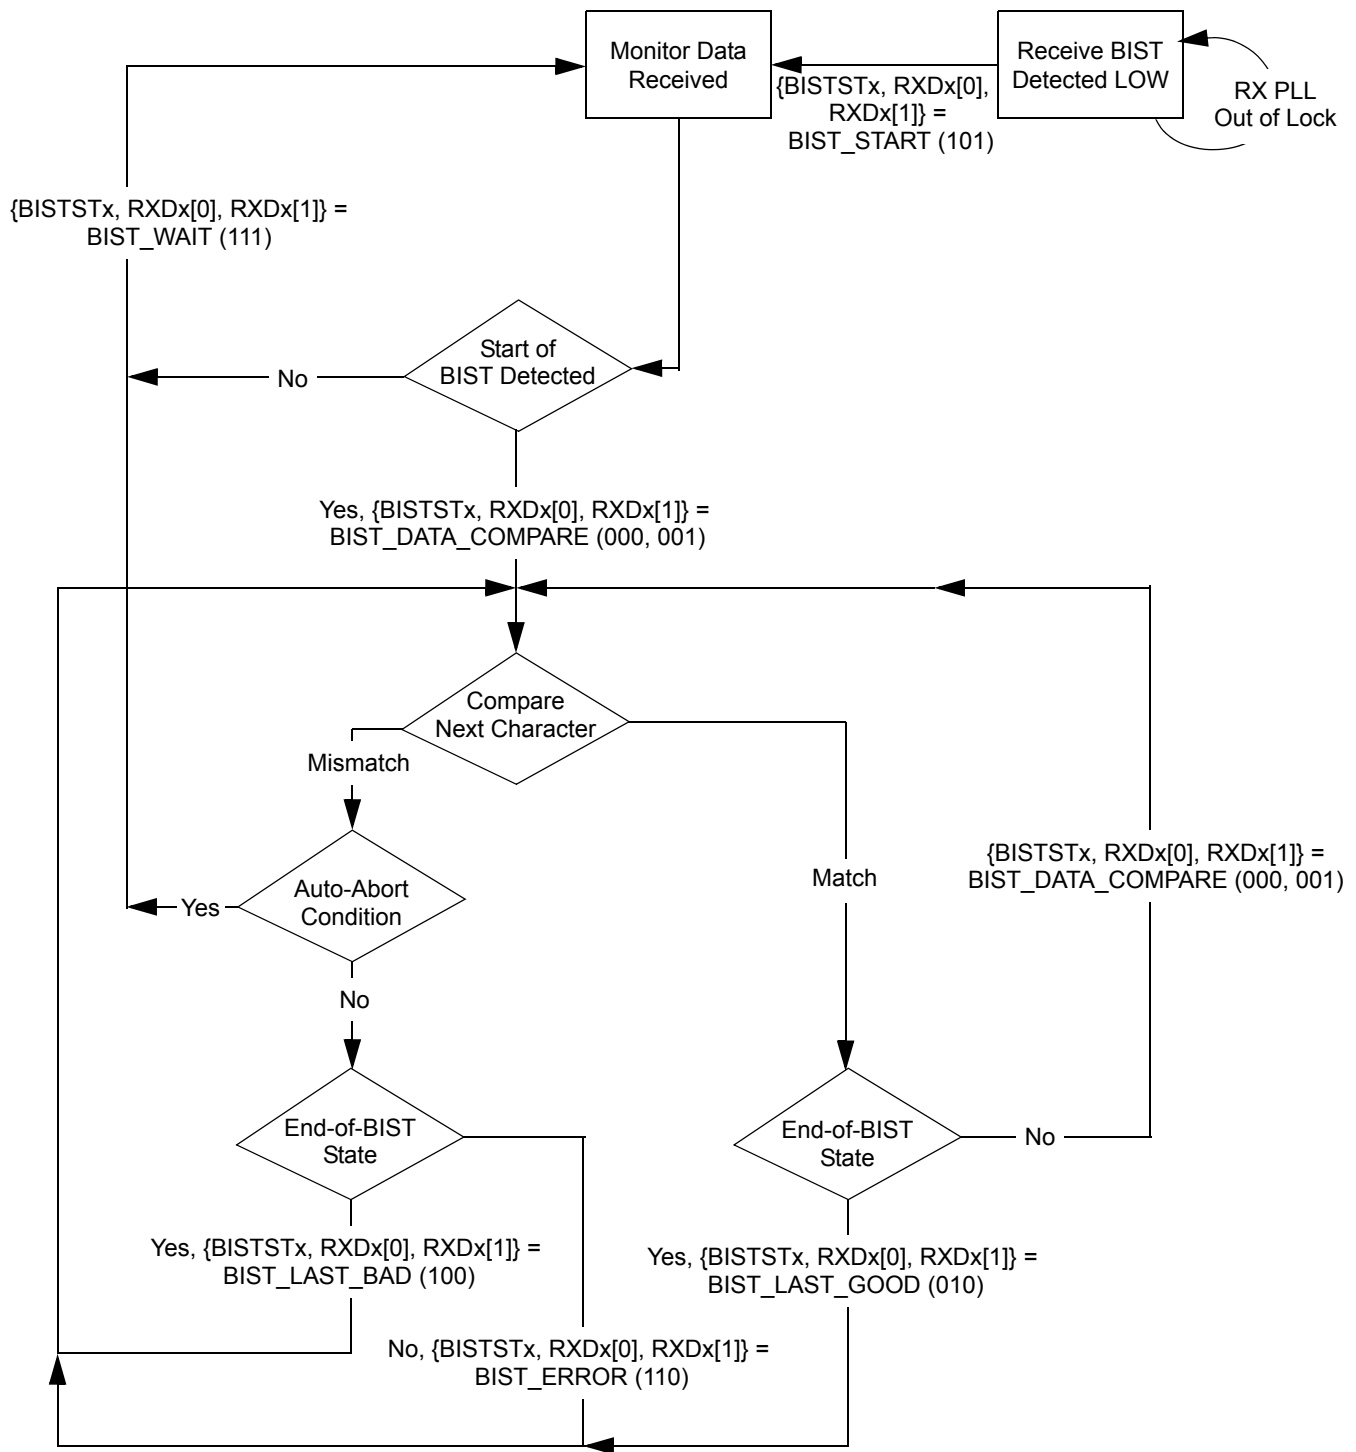 Monitor Data
Received
Receive BIST
Detected LOW
RX PLL
Out of Lock
{BISTSTx, RXDx[0],
RXDx[1]} =
BIST_START (101)
{BISTSTx, RXDx[0], RXDx[1]} =
BIST_WAIT (111)
Start of
BIST Detected
No
Yes, {BISTSTx, RXDx[0], RXDx[1]} =
BIST_DATA_COMPARE (000, 001)
Compare
Next Character
Mismatch
Match
{BISTSTx, RXDx[0], RXDx[1]} =
BIST_DATA_COMPARE (000, 001)
Auto-Abort
Condition
Yes
No
End-of-BIST
State
End-of-BIST
State
No
Yes, {BISTSTx, RXDx[0], RXDx[1]} =
BIST_LAST_BAD (100)
Yes, {BISTSTx, RXDx[0], RXDx[1]} =
BIST_LAST_GOOD (010)
No, {BISTSTx, RXDx[0], RXDx[1]} =
BIST_ERROR (110)